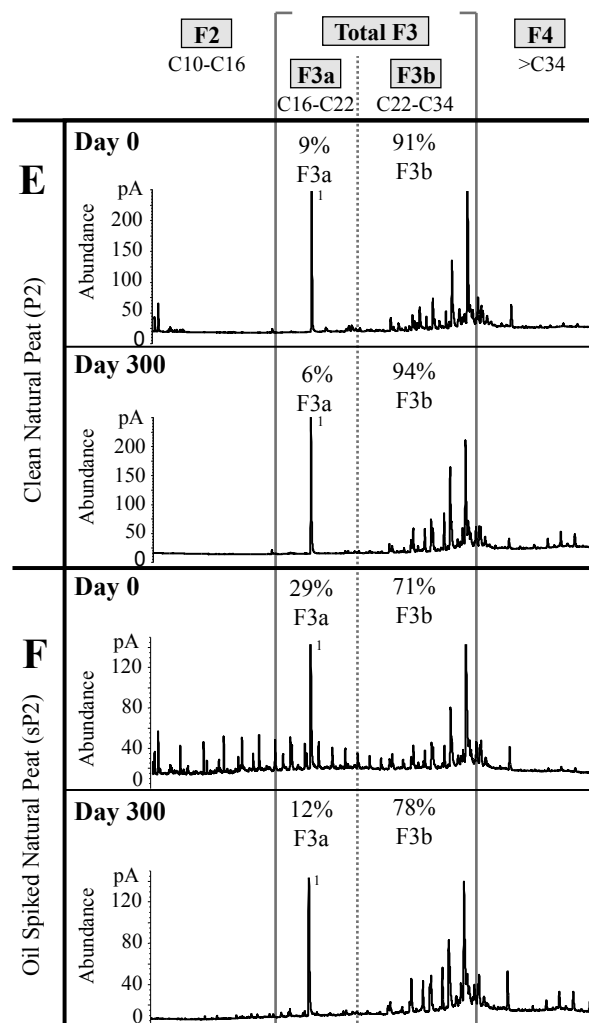 F2 Total F3 F4
C10-C16 >C34
F3a F3b
C16-C22 C22-C34
E
Clean Natural Peat (P2)
Day 0
9% 91%
F3a F3b
pA
Abundance
200
150
100
50
0
1
Day 300
6% 94%
F3a F3b
pA
Abundance
200
150
100
50
0
1
F
Oil Spiked Natural Peat (sP2)
Day 0
29% 71%
F3a F3b
pA
Abundance
120
80
40
20
0
1
Day 300
12% 78%
F3a F3b
pA
Abundance
120
80
40
0
1